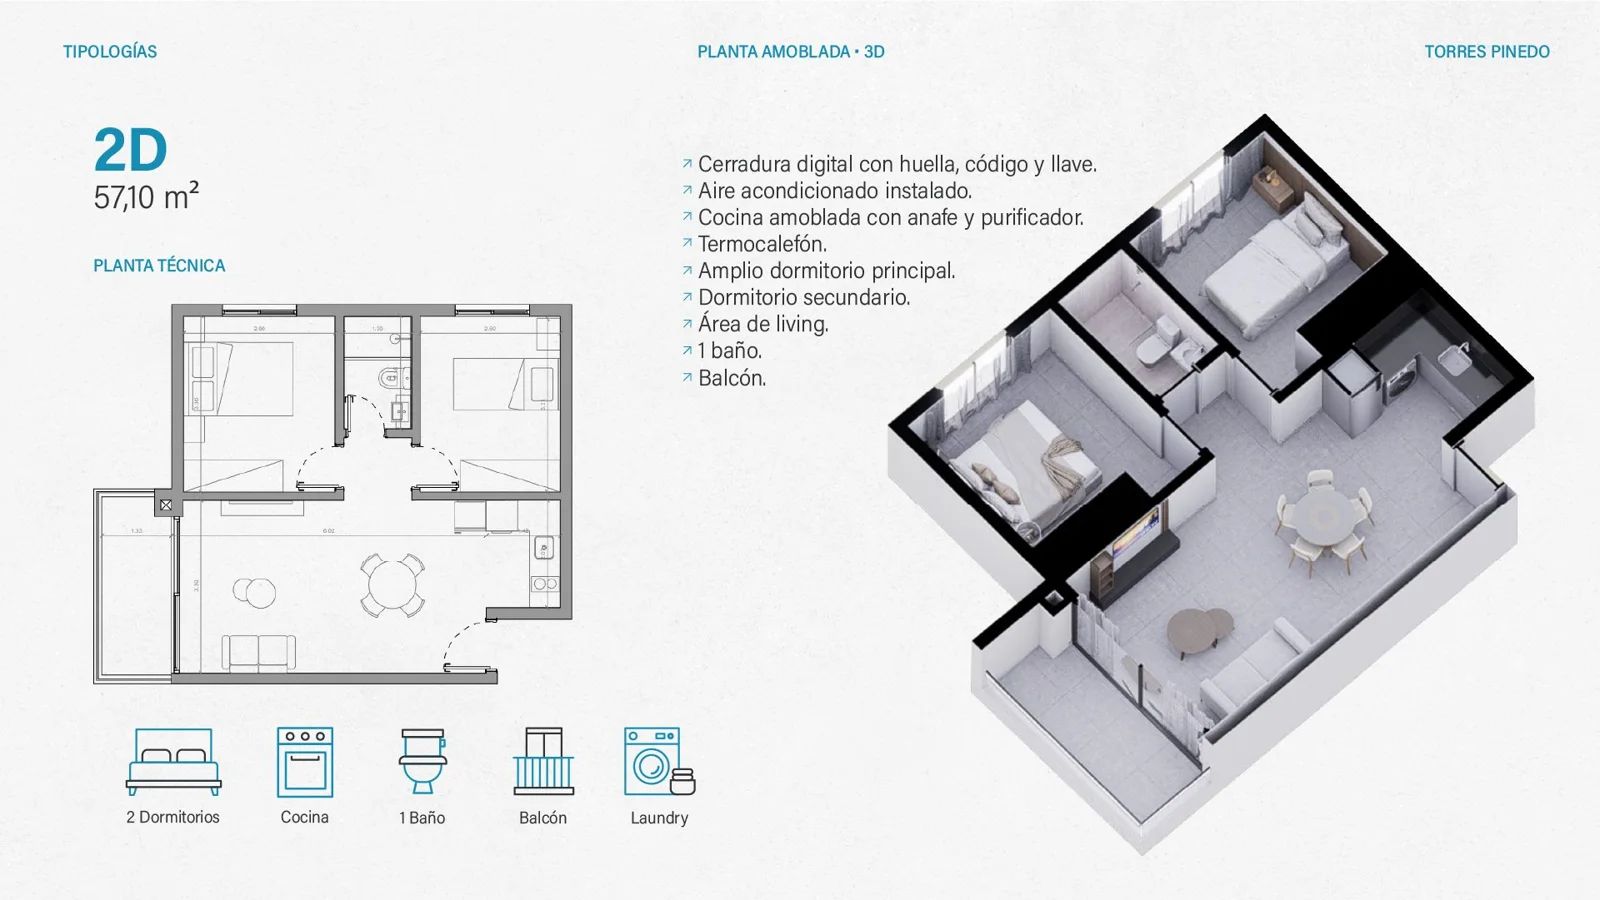 TIPOLOGÍAS
PLANTA AMOBLADA • 3D
TORRES PINEDO
2D
57,10 m²
PLANTA TÉCNICA
Cerradura digital con huella, código y llave.
Aire acondicionado instalado.
Cocina amoblada con anafe y purificador.
Termocalefón.
Amplio dormitorio principal.
Dormitorio secundario.
Área de living.
1 baño.
Balcón.
2 Dormitorios
Cocina
1 Baño
Balcón
Laundry